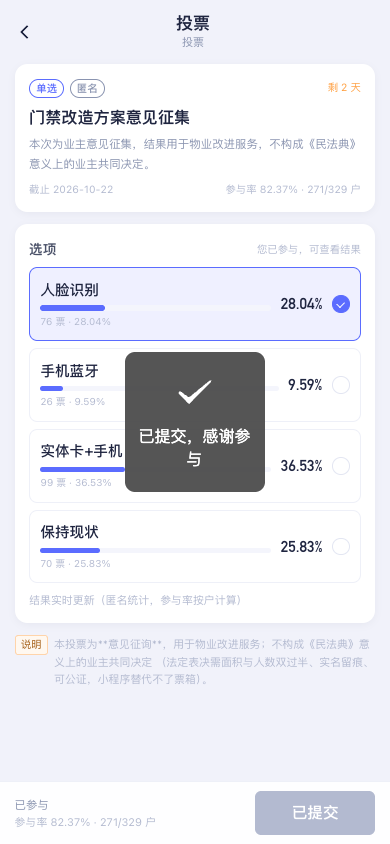 投票
投票
单选 匿名 剩 2 天
门禁改造方案意见征集
本次为业主意见征集，结果用于物业改进服务，不构成《民法典》
意义上的业主共同决定。
截止 2026-10-22 参与率 82.37% · 271/329 户
选项 您已参与，可查看结果
人脸识别
28.04%
76 票 · 28.04%
手机蓝牙
9.59%
26 票 · 9.59%
实体卡+手机
36.53%
99 票 · 36.53%
已提交，感谢参
与
保持现状
25.83%
70 票 · 25.83%
结果实时更新（匿名统计，参与率按户计算）
说明 本投票为**意见征询**，用于物业改进服务；不构成《民法典》意
义上的业主共同决定 （法定表决需面积与人数双过半、实名留痕、
可公证，小程序替代不了票箱）。
已参与
参与率 82.37% · 271/329 户
已提交